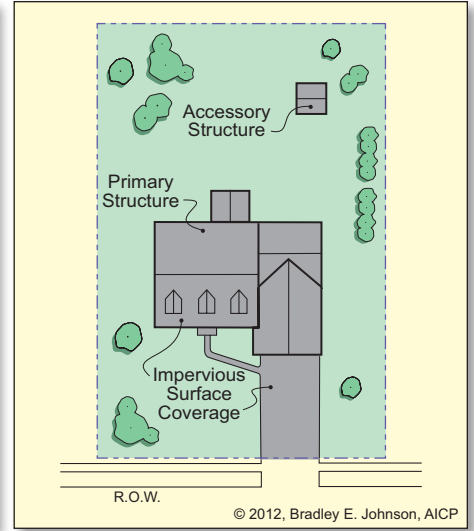 Accessory
Structure
Primary
Structure
Impervious
Surface
Coverage
R.O.W.
© 2012, Bradley E. Johnson, AICP